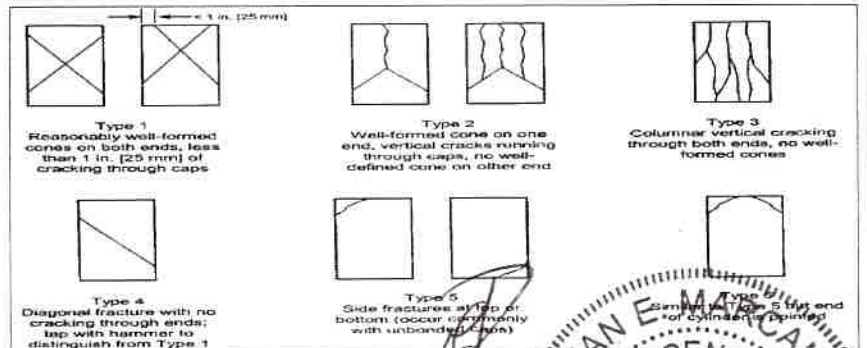 < 1 in. [25 mm]
Type 1
Reasonably well-formed
cones on both ends, less
than 1 in. [25 mm] of
cracking through caps
Type 2
Well-formed cone on one
end, vertical cracks running
through caps, no well-
defined cone on other end
Type 3
Columnar vertical cracking
through both ends, no well-
formed cones
Type 4
Diagonal fracture with no
cracking through ends;
tap with hammer to
distinguish from Type 1
Type 5
Side fractures at top or
bottom (occur commonly
with unbonded caps)
Type 6
Similar to Type 5 but end
of cylinder is pointed
AN E. MARCA
CEN